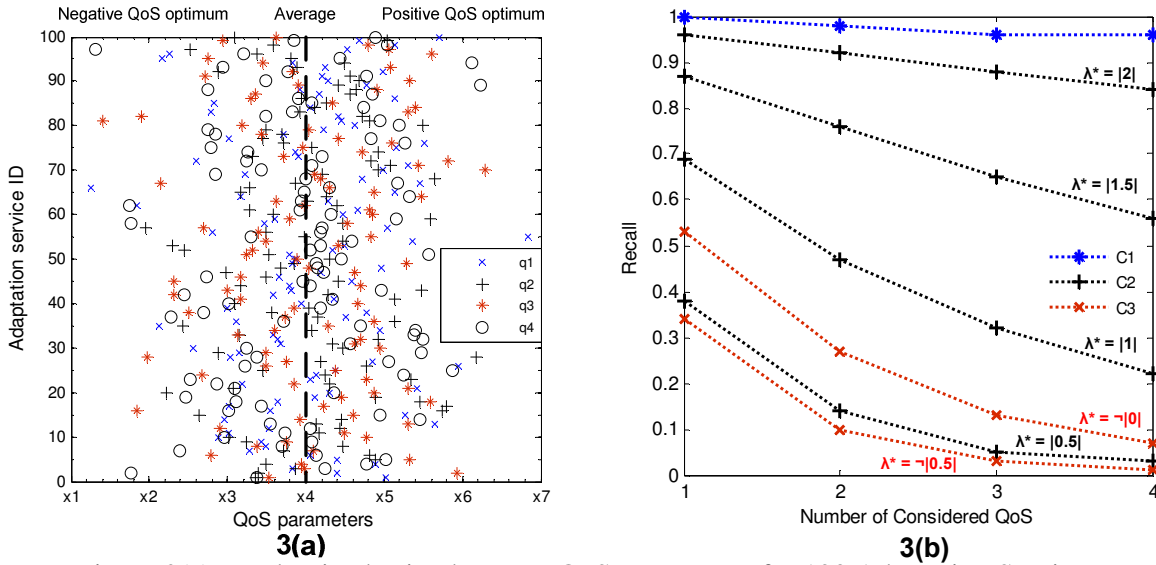 Negative QoS optimum Average Positive QoS optimum
100
90
80
70
60
50
40
30
20
10
0
Adaptation service ID
q1
q2
q3
q4
x1 x2 x3 x4 x5 x6 x7
QoS parameters
3(a)
1
0.9
0.8
0.7
0.6
0.5
0.4
0.3
0.2
0.1
0
Recall
λ* = |2|
λ* = |1.5|
C1
C2
C3
λ* = |1|
λ* = ¬|0|
λ* = |0.5|
λ* = ¬|0.5|
1 2 3 4
Number of Considered QoS
3(b)